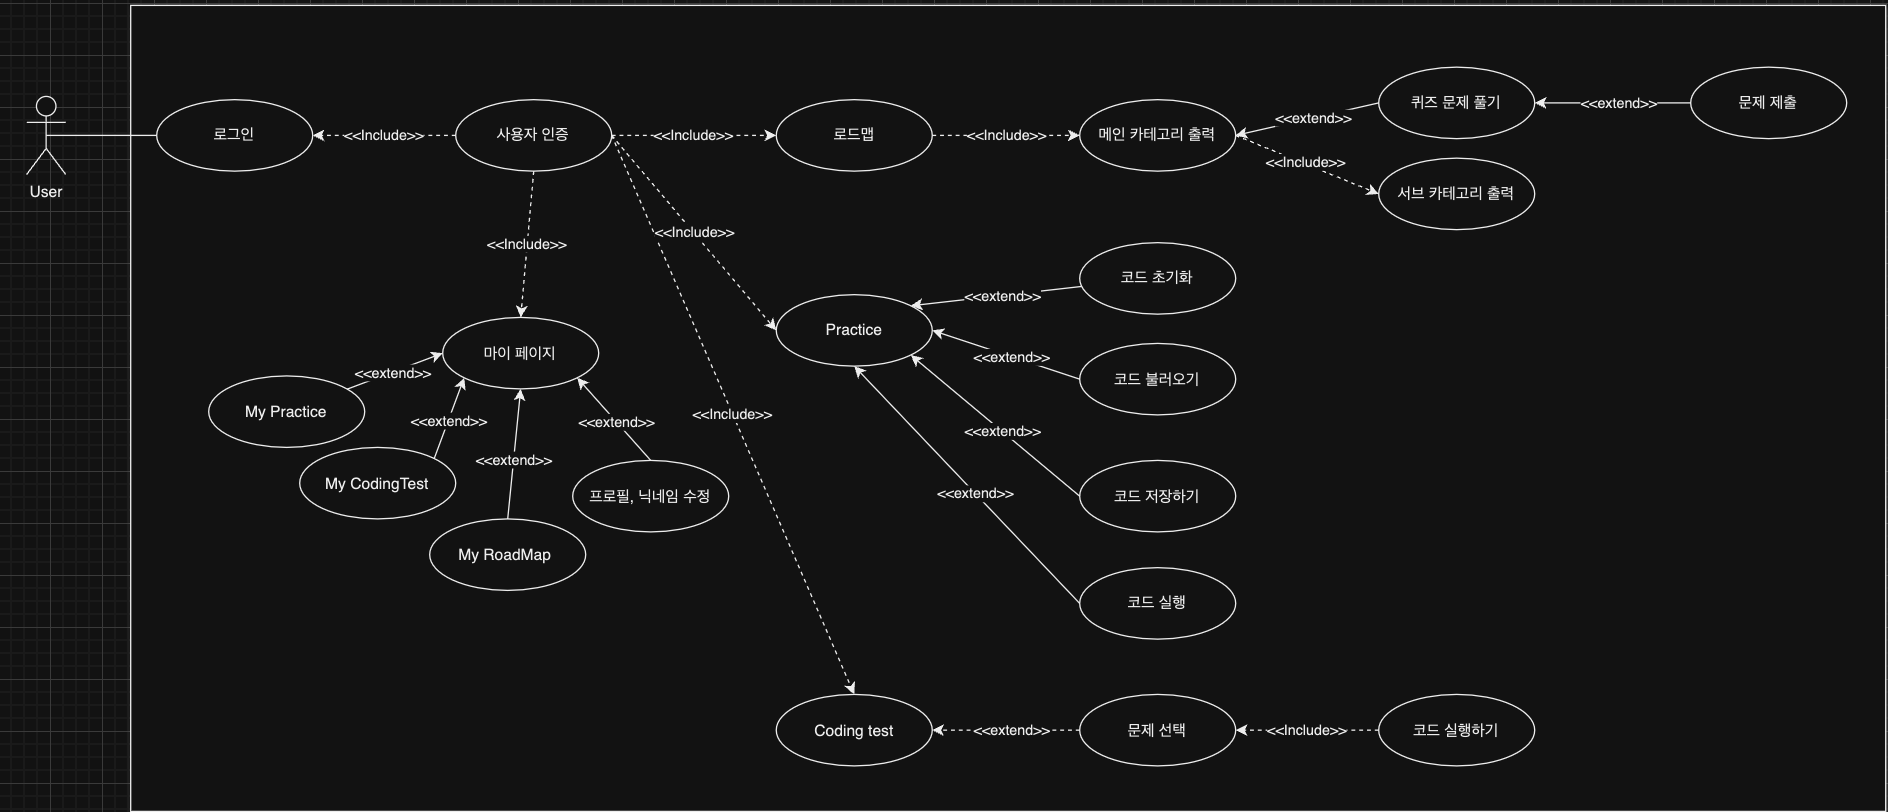 User
로그인
<<Include>>
사용자 인증
<<Include>>
로드맵
<<Include>>
메인 카테고리 출력
<<extend>>
퀴즈 문제 풀기
<<extend>>
문제 제출
<<Include>>
서브 카테고리 출력
<<Include>>
<<Include>>
<<Include>>
마이 페이지
<<extend>>
My Practice
<<extend>>
My CodingTest
<<extend>>
My RoadMap
<<extend>>
프로필, 닉네임 수정
Practice
<<extend>>
코드 초기화
<<extend>>
코드 불러오기
<<extend>>
코드 저장하기
<<extend>>
코드 실행
Coding test
<<extend>>
문제 선택
<<Include>>
코드 실행하기